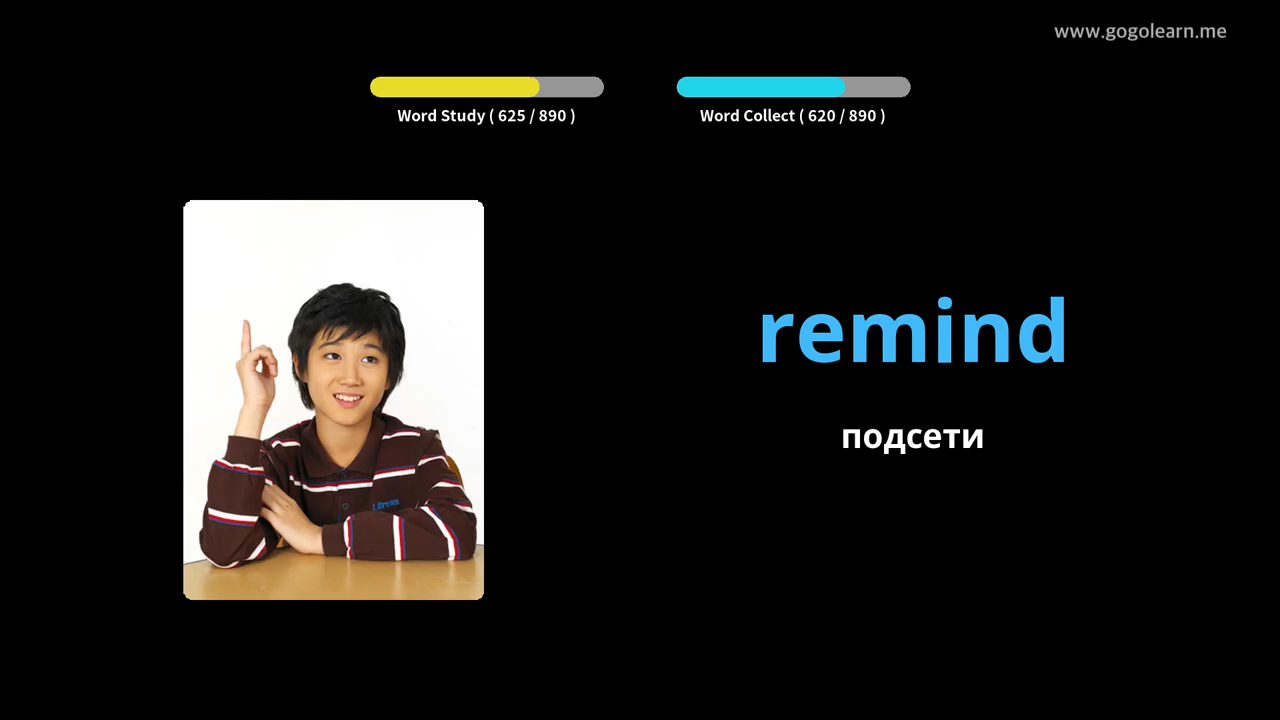 www.gogolearn.me
Word Study ( 625 / 890 )
Word Collect ( 620 / 890 )
remind
подсети